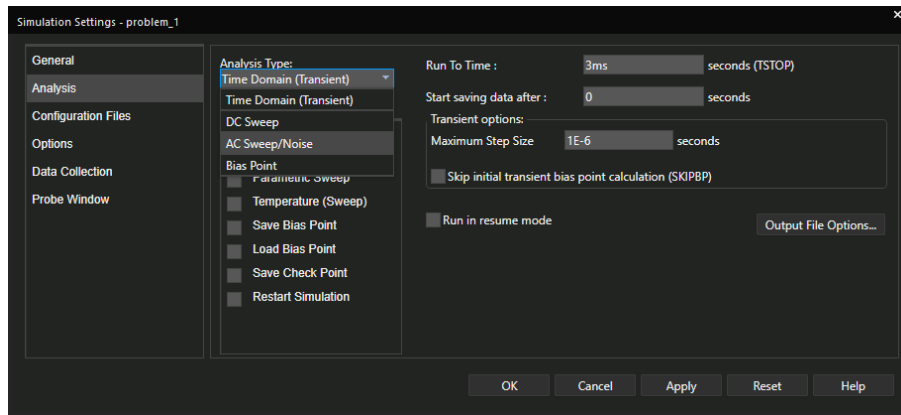 Simulation Settings - problem_1
×
General
Analysis
Configuration Files
Options
Data Collection
Probe Window
Analysis Type:
Time Domain (Transient)
Time Domain (Transient)
DC Sweep
AC Sweep/Noise
Bias Point
Parametric Sweep
Temperature (Sweep)
Save Bias Point
Load Bias Point
Save Check Point
Restart Simulation
Run To Time : 3ms seconds (TSTOP)
Start saving data after : 0 seconds
Transient options:
Maximum Step Size 1E-6 seconds
Skip initial transient bias point calculation (SKIPBP)
Run in resume mode
Output File Options...
OK Cancel Apply Reset Help